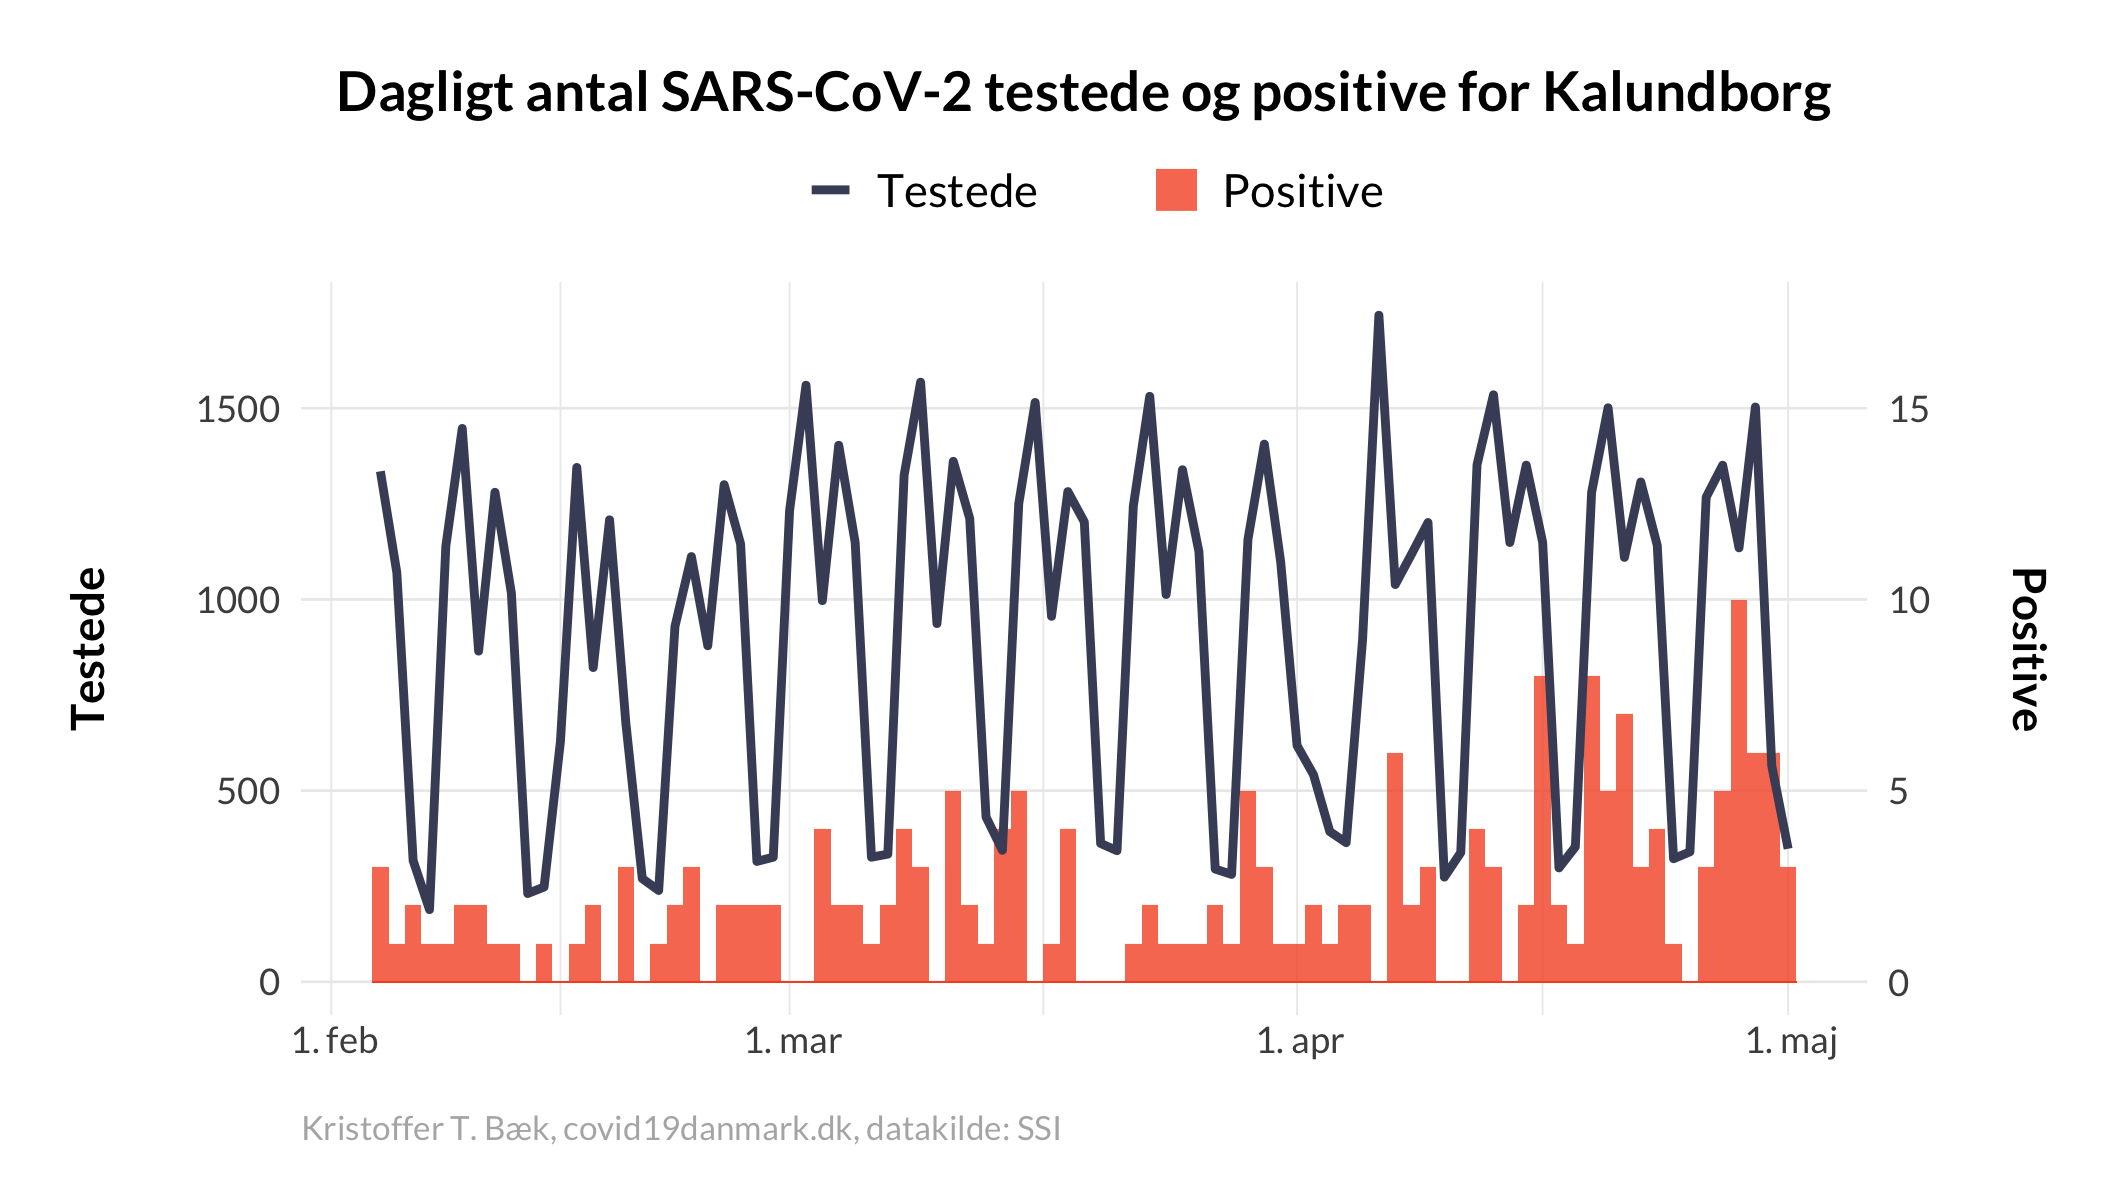 Dagligt antal SARS-CoV-2 testede og positive for Kalundborg
Testede Positive
1500 15
1000 10
Testede
Positive
500 5
0 0
1. feb 1. mar 1. apr 1. maj
Kristoffer T. Bæk, covid19danmark.dk, datakilde: SSI